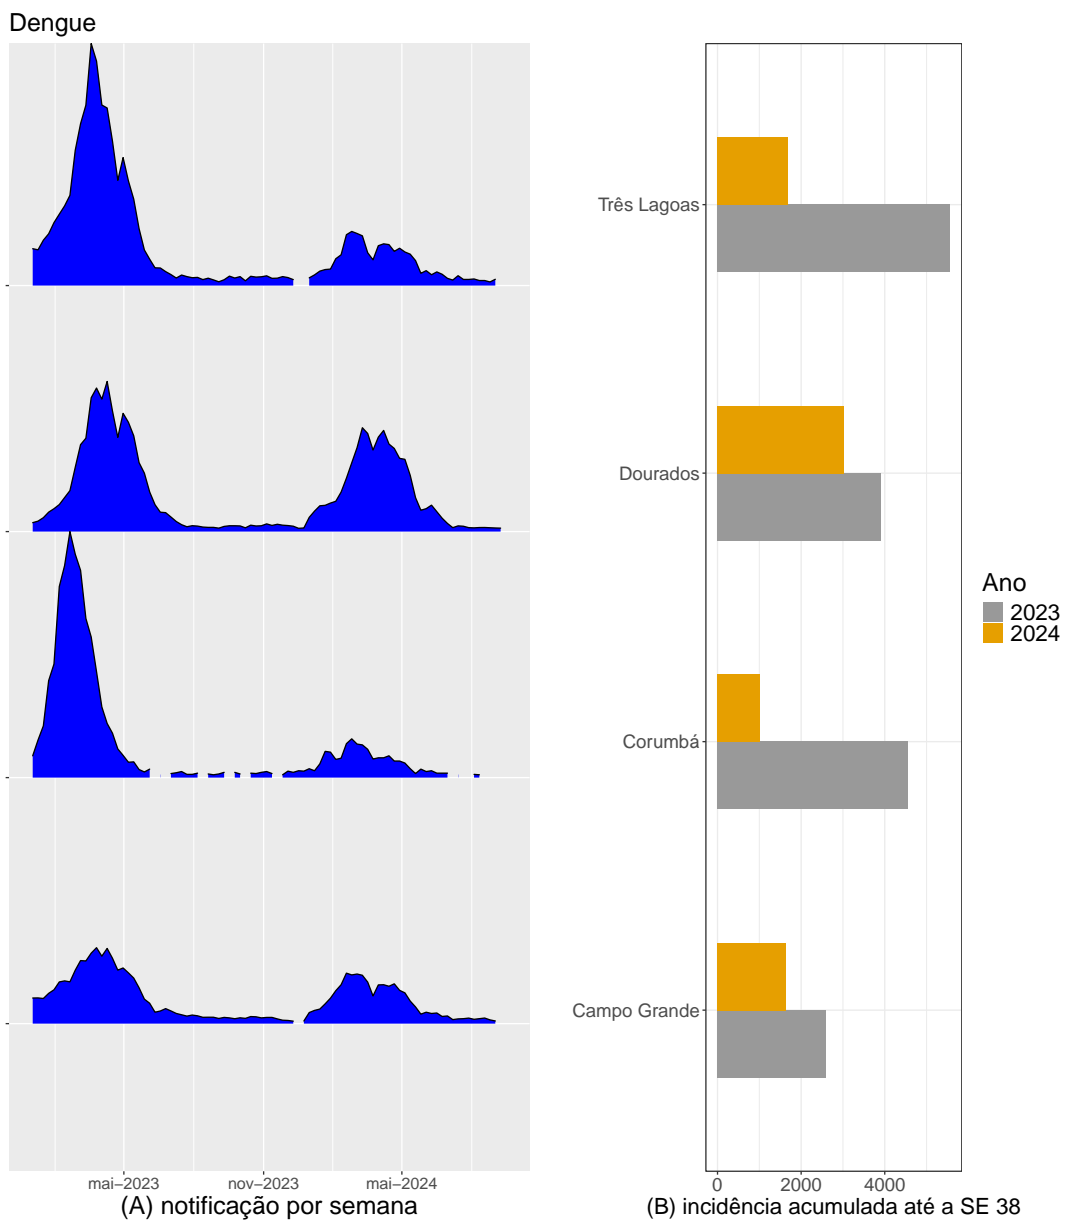 Dengue
Três Lagoas
Dourados
Corumbá
Campo Grande
Ano
2023
2024
mai–2023 nov–2023 mai–2024
0 2000 4000
(A) notificação por semana
(B) incidência acumulada até a SE 38